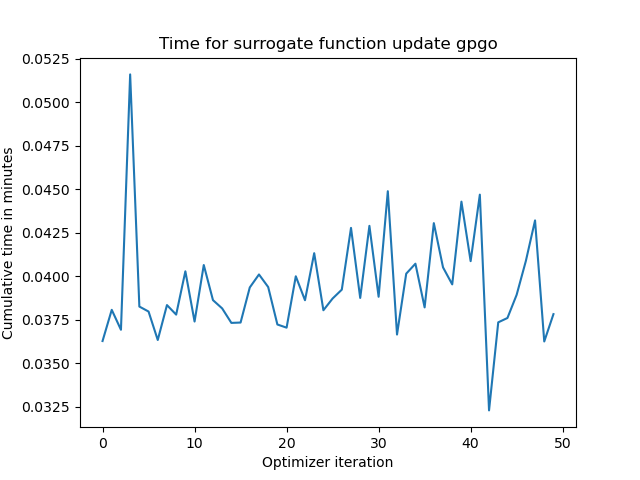 Time for surrogate function update gpgo
Cumulative time in minutes
0.0525
0.0500
0.0475
0.0450
0.0425
0.0400
0.0375
0.0350
0.0325
0 10 20 30 40 50
Optimizer iteration